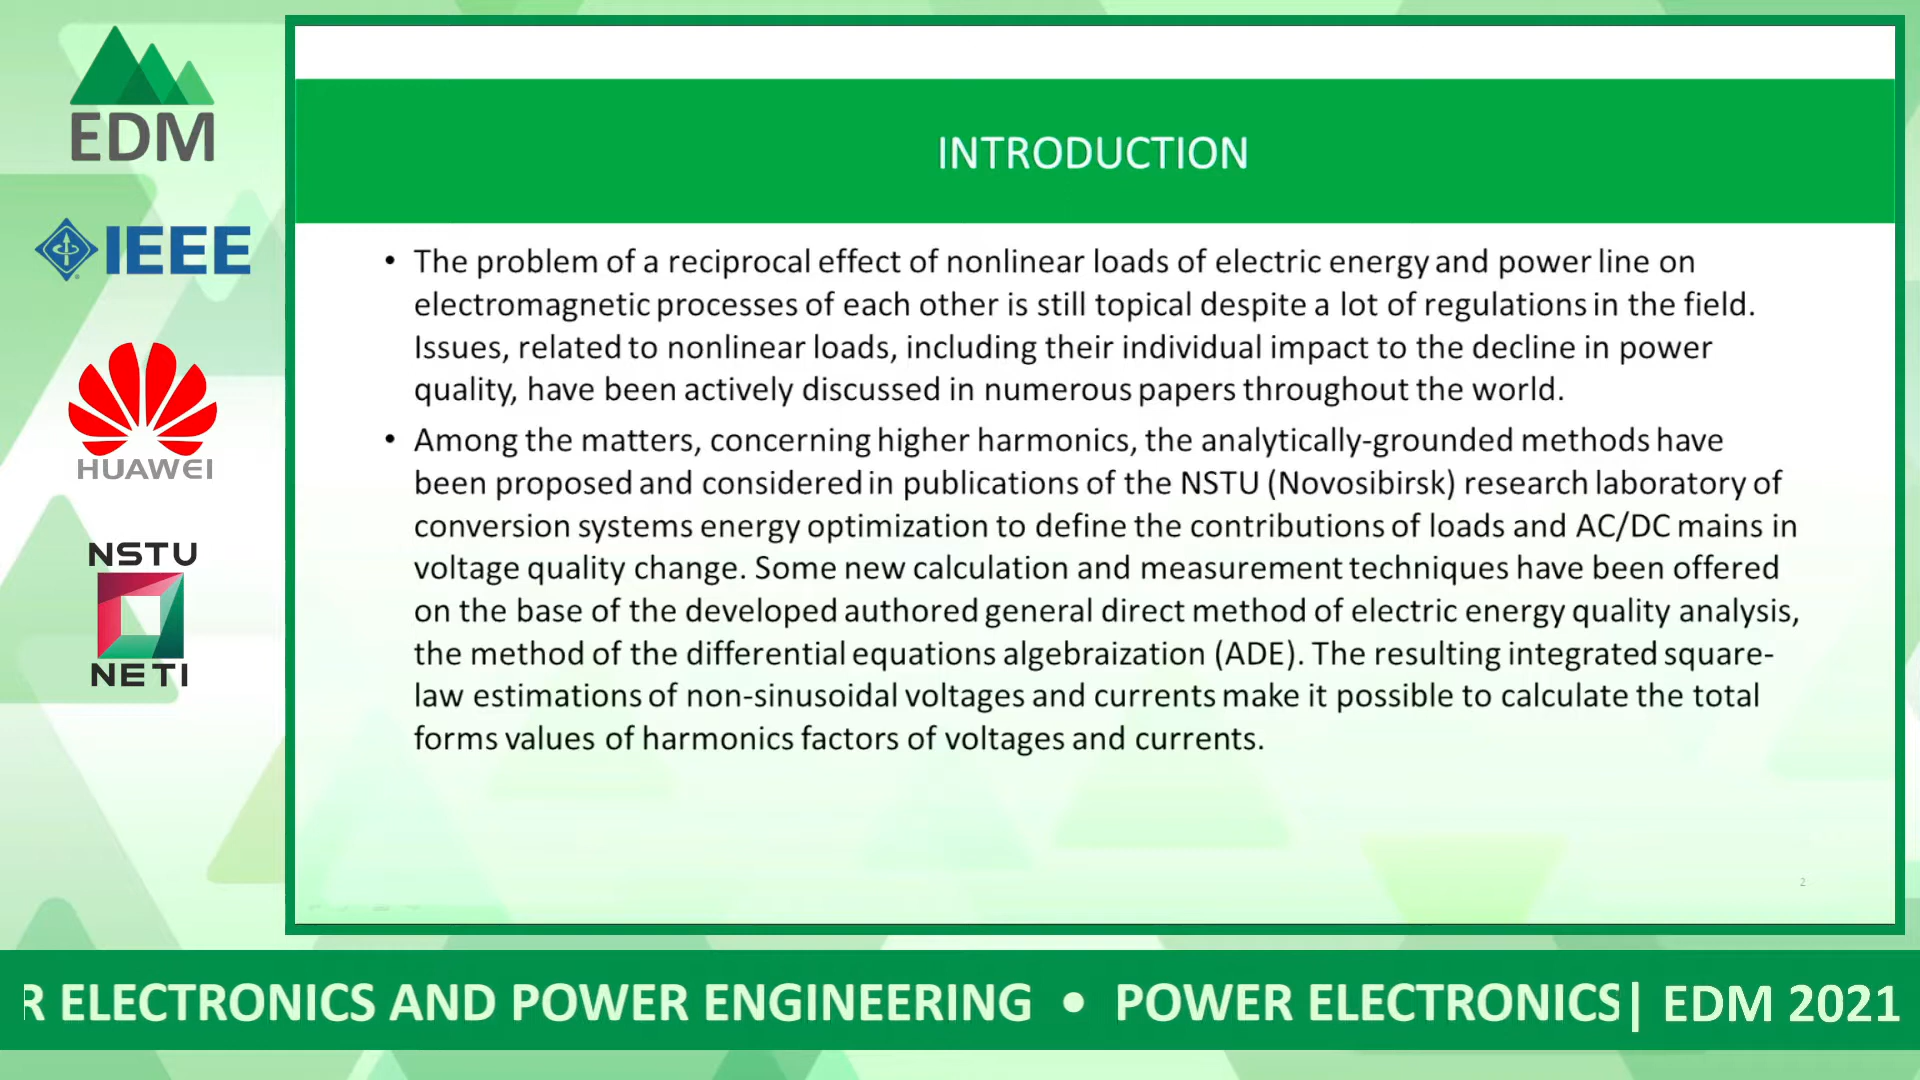 EDM
IEEE
HUAWEI
NSTU
NETI
INTRODUCTION
• The problem of a reciprocal effect of nonlinear loads of electric energy and power line on
electromagnetic processes of each other is still topical despite a lot of regulations in the field.
Issues, related to nonlinear loads, including their individual impact to the decline in power
quality, have been actively discussed in numerous papers throughout the world.
• Among the matters, concerning higher harmonics, the analytically-grounded methods have
been proposed and considered in publications of the NSTU (Novosibirsk) research laboratory of
conversion systems energy optimization to define the contributions of loads and AC/DC mains in
voltage quality change. Some new calculation and measurement techniques have been offered
on the base of the developed authored general direct method of electric energy quality analysis,
the method of the differential equations algebraization (ADE). The resulting integrated square-
law estimations of non-sinusoidal voltages and currents make it possible to calculate the total
forms values of harmonics factors of voltages and currents.
2
R ELECTRONICS AND POWER ENGINEERING • POWER ELECTRONICS | EDM 2021